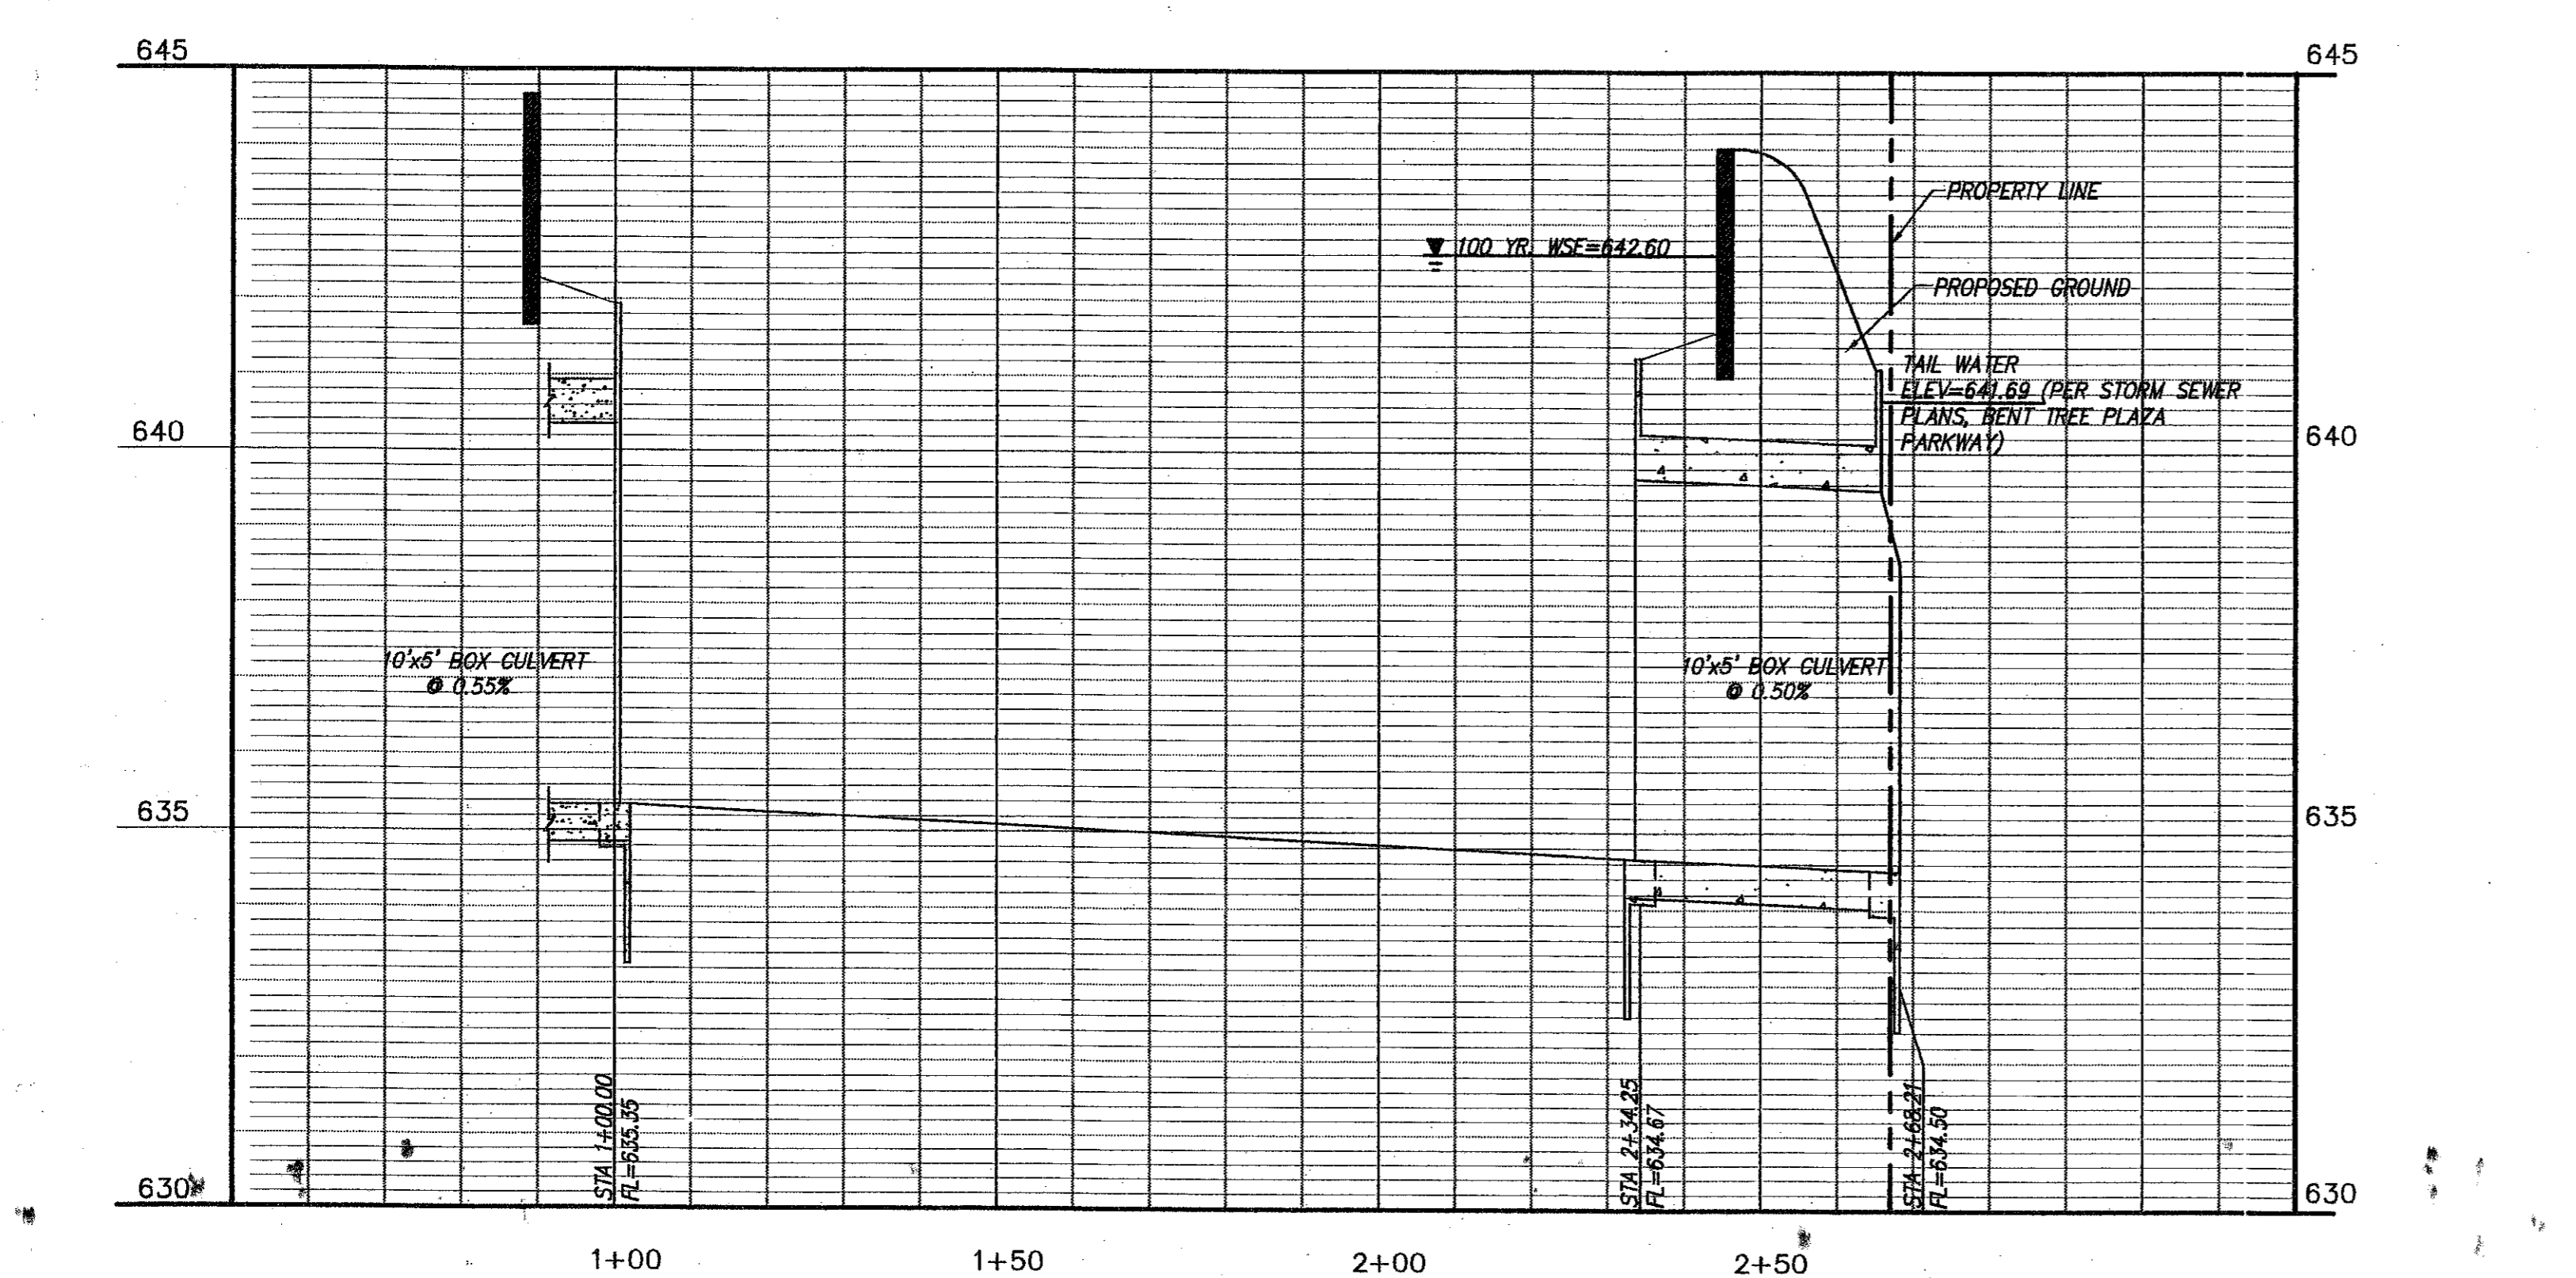 645
645
PROPERTY LINE
100 YR. WSE=642.60
PROPOSED GROUND
TAIL WATER
ELEV=641.69 (PER STORM SEWER
PLANS, BENT TREE PLAZA
PARKWAY)
640
640
10'x5' BOX CULVERT
@ 0.55%
10'x5' BOX CULVERT
@ 0.50%
635
635
STA 1+00.00
FL=635.35
STA 2+34.25
FL=634.67
STA 2+68.21
FL=634.50
630
630
1+00
1+50
2+00
2+50